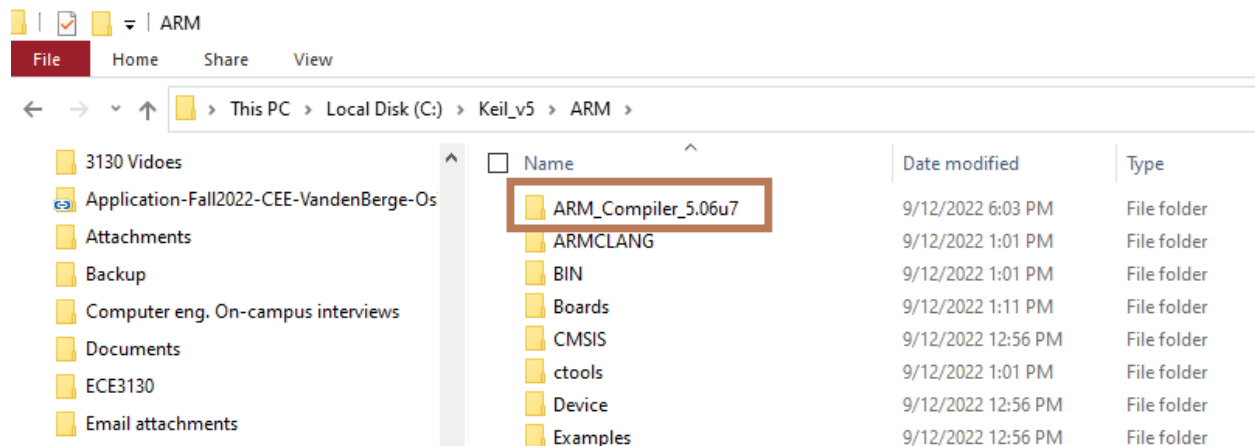 ARM
File Home Share View
This PC > Local Disk (C:) > Keil_v5 > ARM >
3130 Vidoes
Application-Fall2022-CEE-VandenBerge-Os
Attachments
Backup
Computer eng. On-campus interviews
Documents
ECE3130
Email attachments
Name Date modified Type
ARM_Compiler_5.06u7 9/12/2022 6:03 PM File folder
ARMCLANG 9/12/2022 1:01 PM File folder
BIN 9/12/2022 1:01 PM File folder
Boards 9/12/2022 1:11 PM File folder
CMSIS 9/12/2022 12:56 PM File folder
ctools 9/12/2022 1:01 PM File folder
Device 9/12/2022 12:56 PM File folder
Examples 9/12/2022 12:56 PM File folder